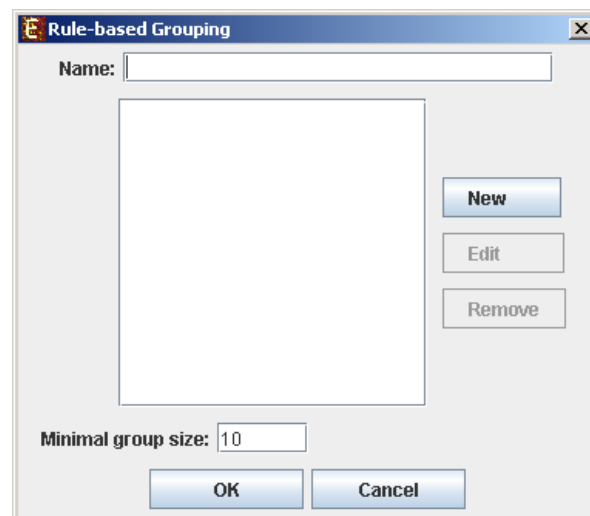 E Rule-based Grouping
Name:
New
Edit
Remove
Minimal group size: 10
OK Cancel